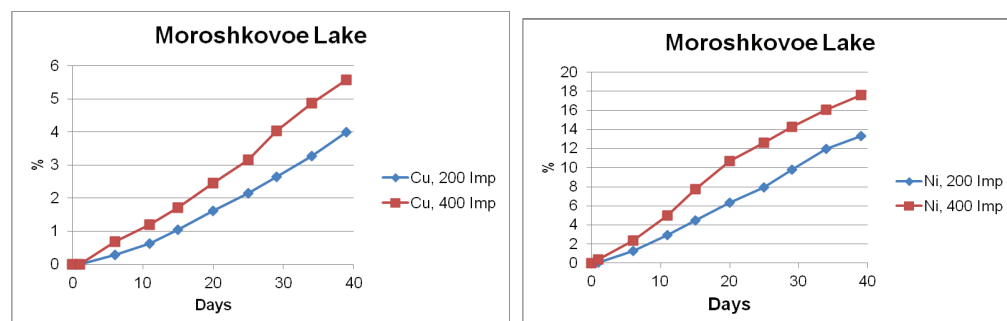 Moroshkovoe Lake
6
5
4
3
2
1
0
%
0 10 20 30 40
Days
Cu, 200 Imp
Cu, 400 Imp
Moroshkovoe Lake
20
18
16
14
12
10
8
6
4
2
0
%
0 10 20 30 40
Days
Ni, 200 Imp
Ni, 400 Imp